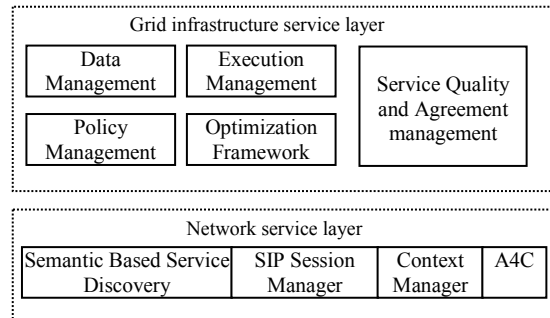 Grid infrastructure service layer
Data
Management
Execution
Management
Service Quality
and Agreement
management
Policy
Management
Optimization
Framework
Network service layer
Semantic Based Service
Discovery
SIP Session
Manager
Context
Manager
A4C